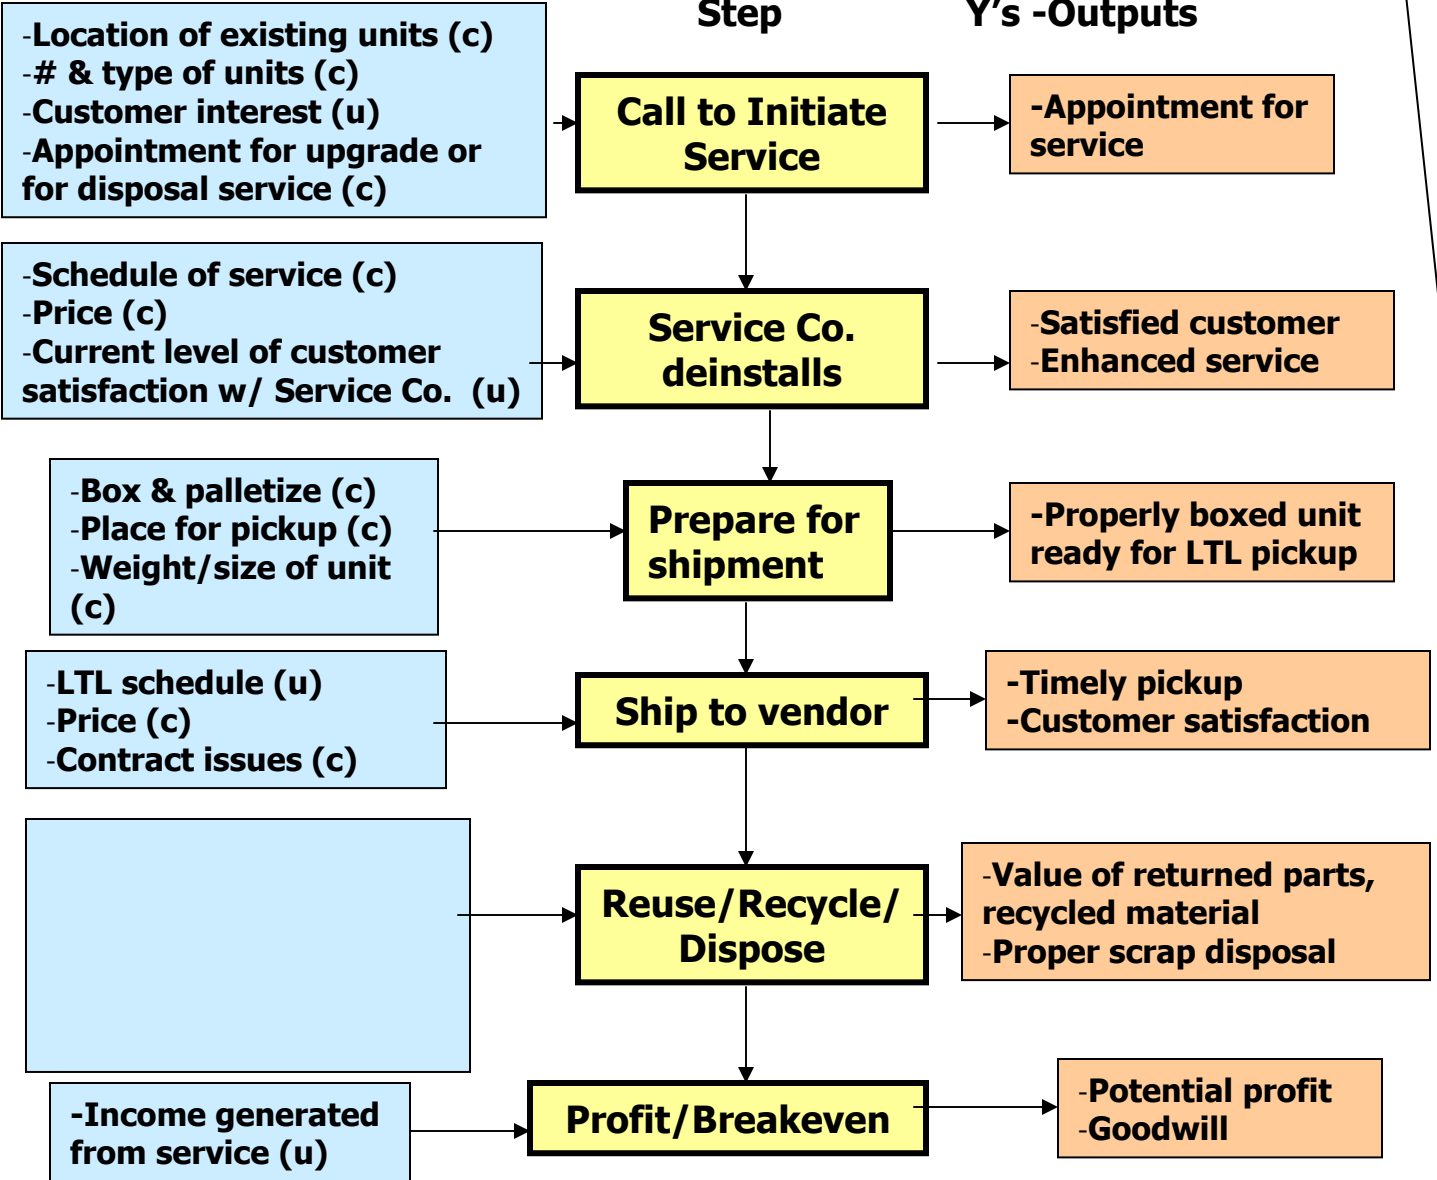 Step
Y's -Outputs
-Location of existing units (c)
-# & type of units (c)
-Customer interest (u)
-Appointment for upgrade or
for disposal service (c)
Call to Initiate
Service
-Appointment for
service
-Schedule of service (c)
-Price (c)
-Current level of customer
satisfaction w/ Service Co. (u)
Service Co.
deinstalls
-Satisfied customer
-Enhanced service
-Box & palletize (c)
-Place for pickup (c)
-Weight/size of unit
(c)
Prepare for
shipment
-Properly boxed unit
ready for LTL pickup
-LTL schedule (u)
-Price (c)
-Contract issues (c)
Ship to vendor
-Timely pickup
-Customer satisfaction
Reuse/Recycle/
Dispose
-Value of returned parts,
recycled material
-Proper scrap disposal
-Income generated
from service (u)
Profit/Breakeven
-Potential profit
-Goodwill